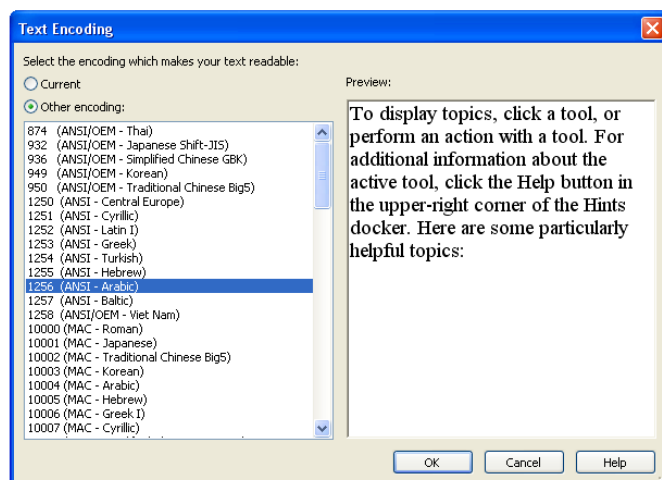 Text Encoding
Select the encoding which makes your text readable:
Current
Other encoding:
874 (ANSI/OEM - Thai)
932 (ANSI/OEM - Japanese Shift-JIS)
936 (ANSI/OEM - Simplified Chinese GBK)
949 (ANSI/OEM - Korean)
950 (ANSI/OEM - Traditional Chinese Big5)
1250 (ANSI - Central Europe)
1251 (ANSI - Cyrillic)
1252 (ANSI - Latin I)
1253 (ANSI - Greek)
1254 (ANSI - Turkish)
1255 (ANSI - Hebrew)
1256 (ANSI - Arabic)
1257 (ANSI - Baltic)
1258 (ANSI/OEM - Viet Nam)
10000 (MAC - Roman)
10001 (MAC - Japanese)
10002 (MAC - Traditional Chinese Big5)
10003 (MAC - Korean)
10004 (MAC - Arabic)
10005 (MAC - Hebrew)
10006 (MAC - Greek I)
10007 (MAC - Cyrillic)
Preview:
To display topics, click a tool, or
perform an action with a tool. For
additional information about the
active tool, click the Help button in
the upper-right corner of the Hints
docker. Here are some particularly
helpful topics:
OK
Cancel
Help